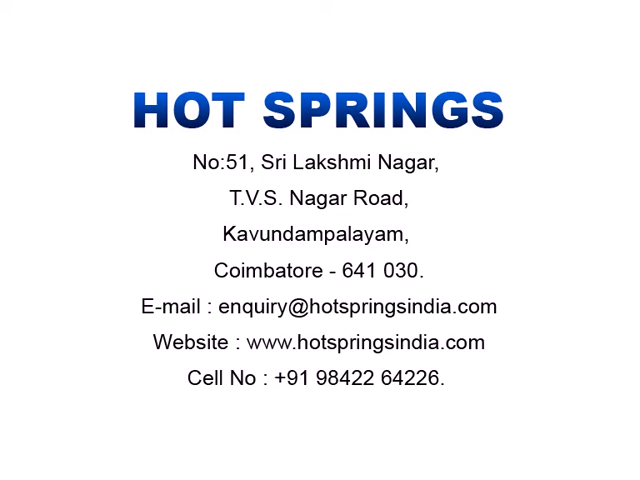 HOT SPRINGS
No:51, Sri Lakshmi Nagar,
T.V.S. Nagar Road,
Kavundampalayam,
Coimbatore - 641 030.
E-mail : enquiry@hotspringsindia.com
Website : www.hotspringsindia.com
Cell No : +91 98422 64226.